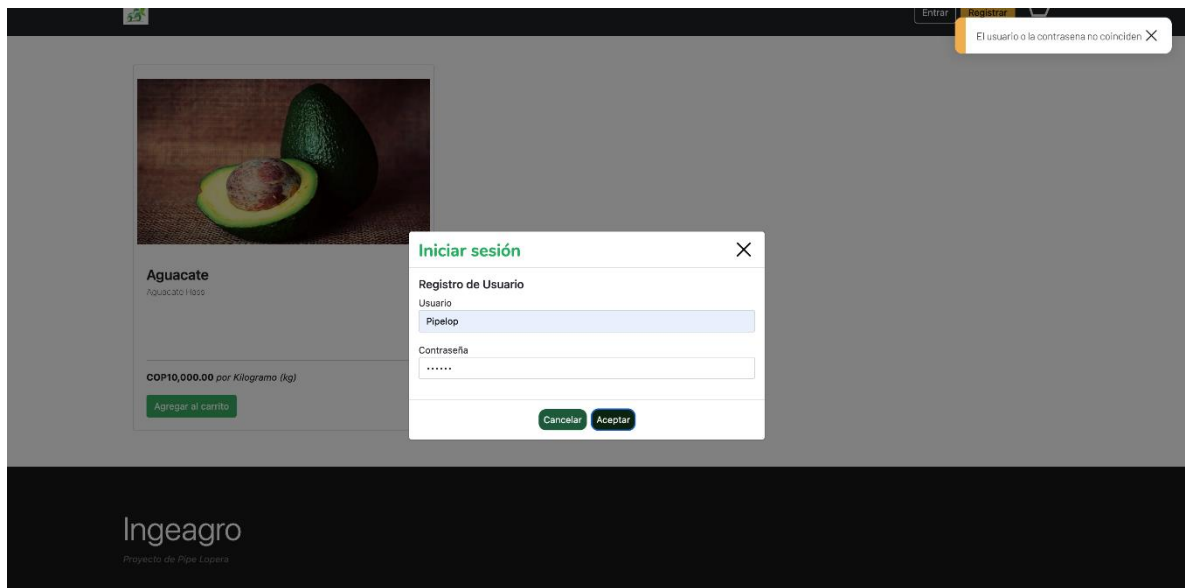 Entrar
Registrar
El usuario o la contrasena no coinciden
Iniciar sesión
Registro de Usuario
Usuario
Pipelop
Contraseña
......
Cancelar Aceptar
Aguacate
Aguacate Hass
COP10,000.00 por Kilogramo (kg)
Agregar al carrito
Ingeagro
Proyecto de Pipe Lopera